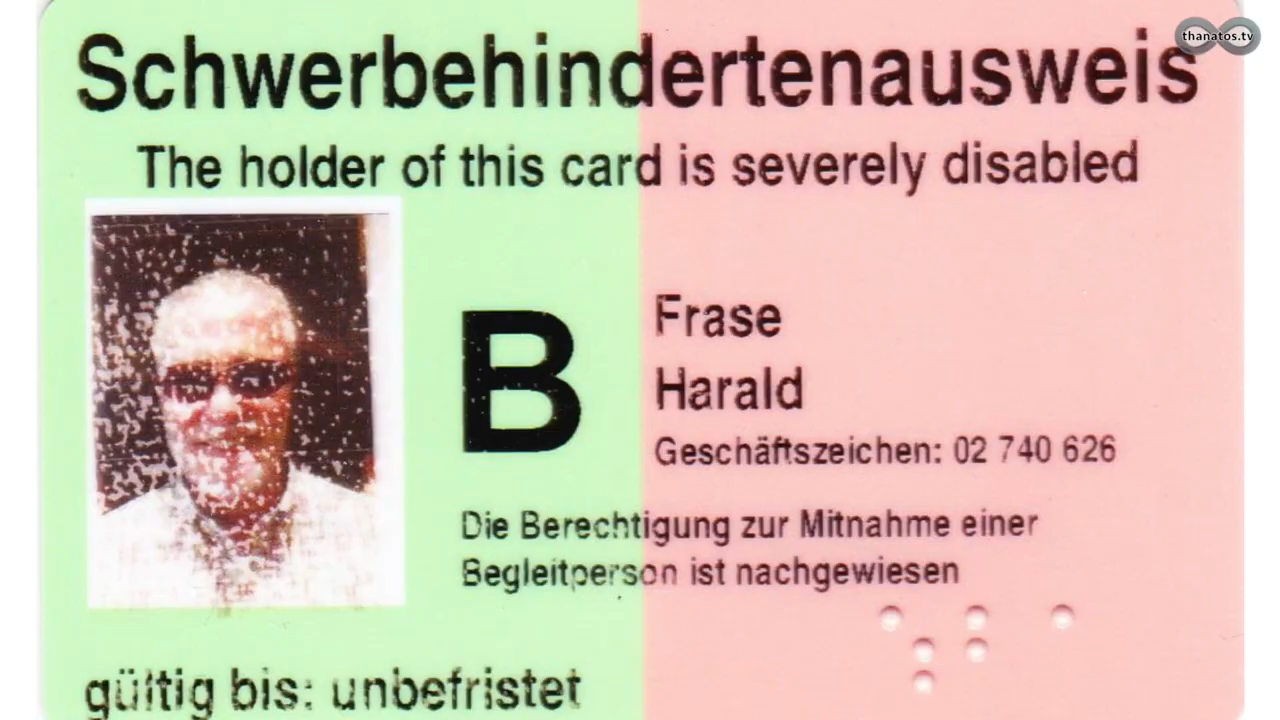 thanatos.tv
Schwerbehindertenausweis
The holder of this card is severely disabled
B
Frase
Harald
Geschäftszeichen: 02 740 626
Die Berechtigung zur Mitnahme einer
Begleitperson ist nachgewiesen
gültig bis: unbefristet